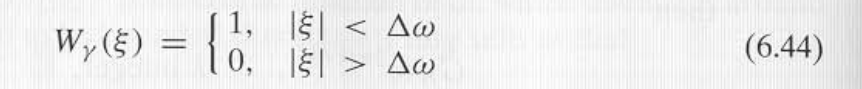 W_γ(ξ) = { 1, |ξ| < Δω
0, |ξ| > Δω (6.44)